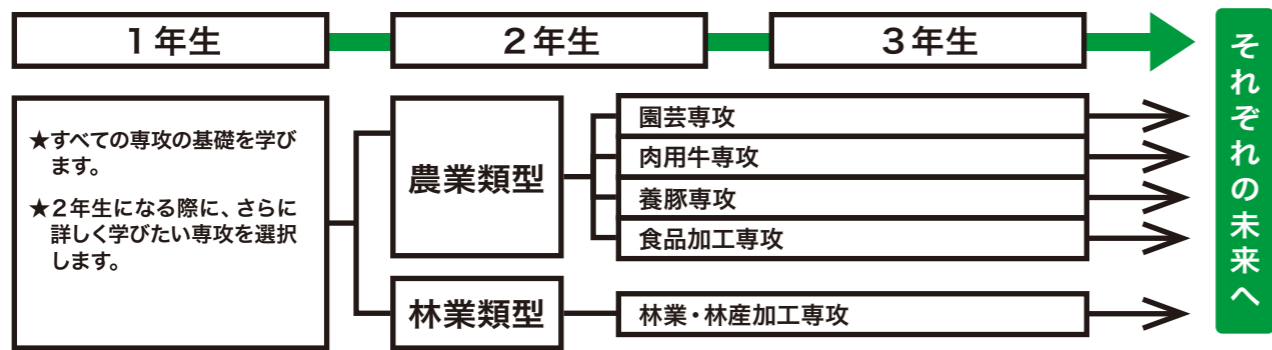 1年生
2年生
3年生
★すべての専攻の基礎を学び
ます。
★2年生になる際に、さらに
詳しく学びたい専攻を選択
します。
農業類型
園芸専攻
肉用牛専攻
養豚専攻
食品加工専攻
林業類型
林業・林産加工専攻
それぞれの未来へ